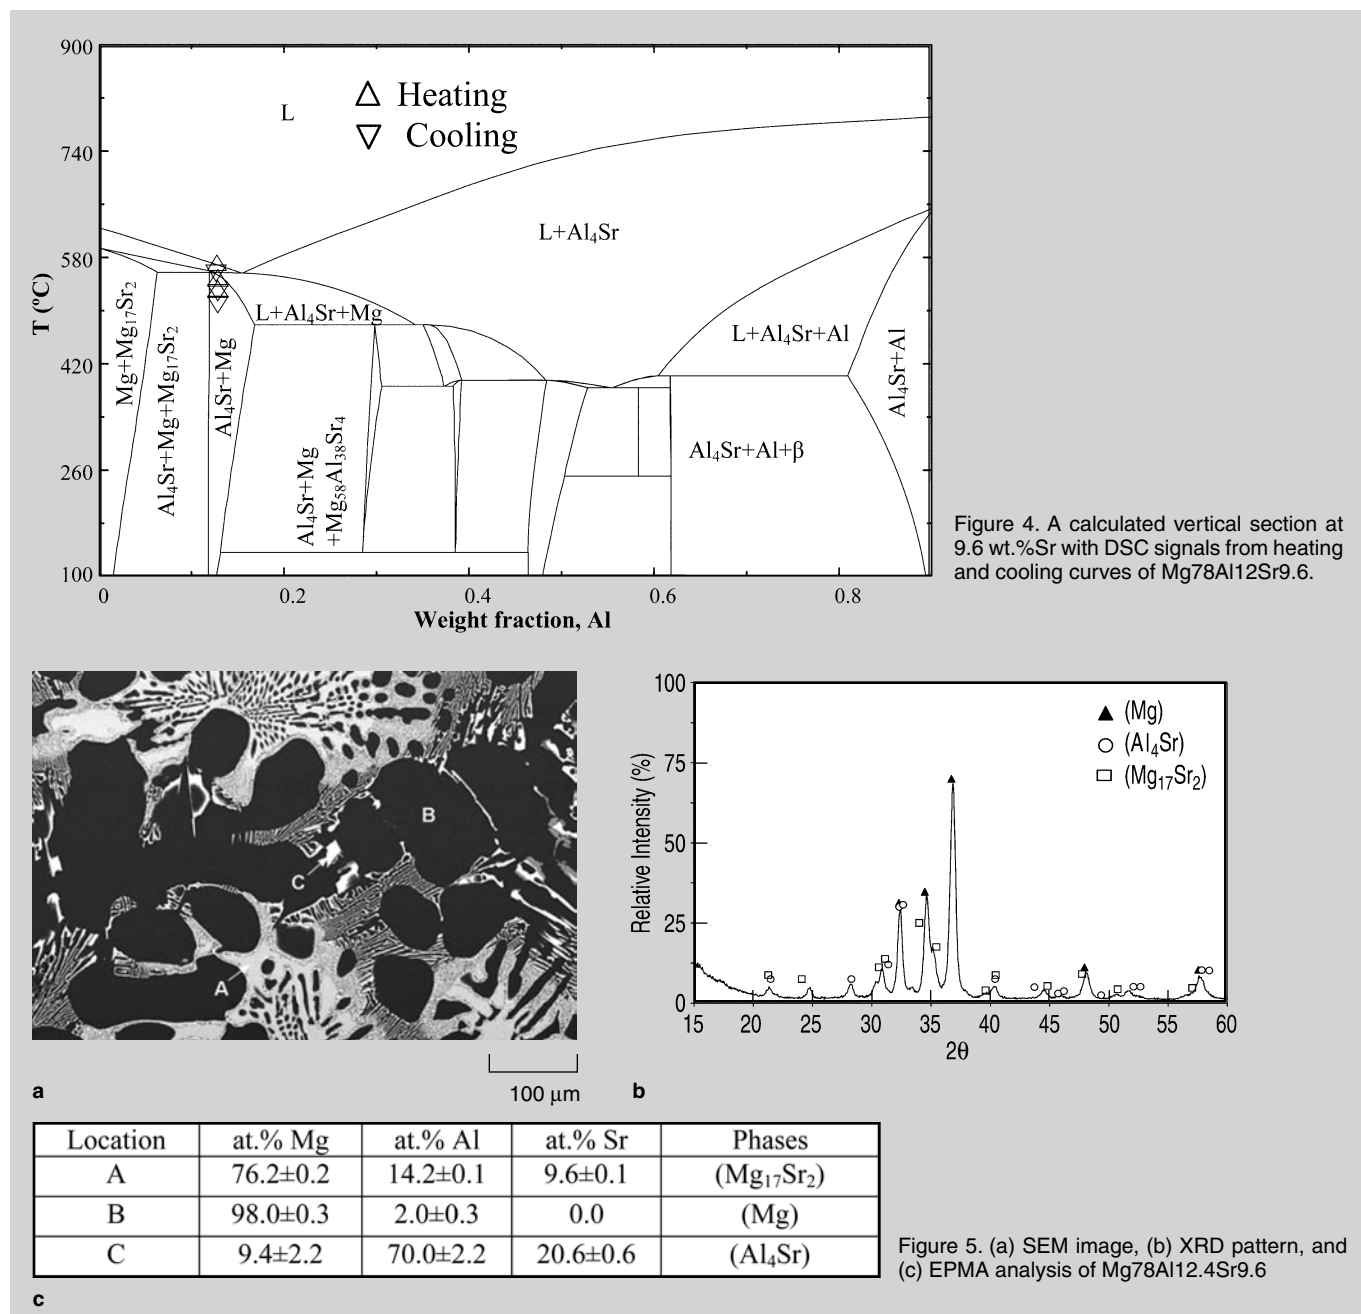 900
740
580
420
260
100
T (ºC)
L
△ Heating
▽ Cooling
L+Al₄Sr
L+Al₄Sr+Mg
L+Al₄Sr+Al
Mg+Mg₁₇Sr₂
Al₄Sr+Mg+Mg₁₇Sr₂
Al₄Sr+Mg
Al₄Sr+Mg
+Mg₅₈Al₃₈Sr₄
Al₄Sr+Al+β
Al₄Sr+Al
0 0.2 0.4 0.6 0.8
Weight fraction, Al
Figure 4. A calculated vertical section at
9.6 wt.%Sr with DSC signals from heating
and cooling curves of Mg78Al12Sr9.6.
B
C
A
100 μm
a
100
75
50
25
0
Relative Intensity (%)
▲ (Mg)
○ (Al₄Sr)
□ (Mg₁₇Sr₂)
15 20 25 30 35 40 45 50 55 60
2θ
b
Location at.% Mg at.% Al at.% Sr Phases
A 76.2±0.2 14.2±0.1 9.6±0.1 (Mg₁₇Sr₂)
B 98.0±0.3 2.0±0.3 0.0 (Mg)
C 9.4±2.2 70.0±2.2 20.6±0.6 (Al₄Sr)
c
Figure 5. (a) SEM image, (b) XRD pattern, and
(c) EPMA analysis of Mg78Al12.4Sr9.6